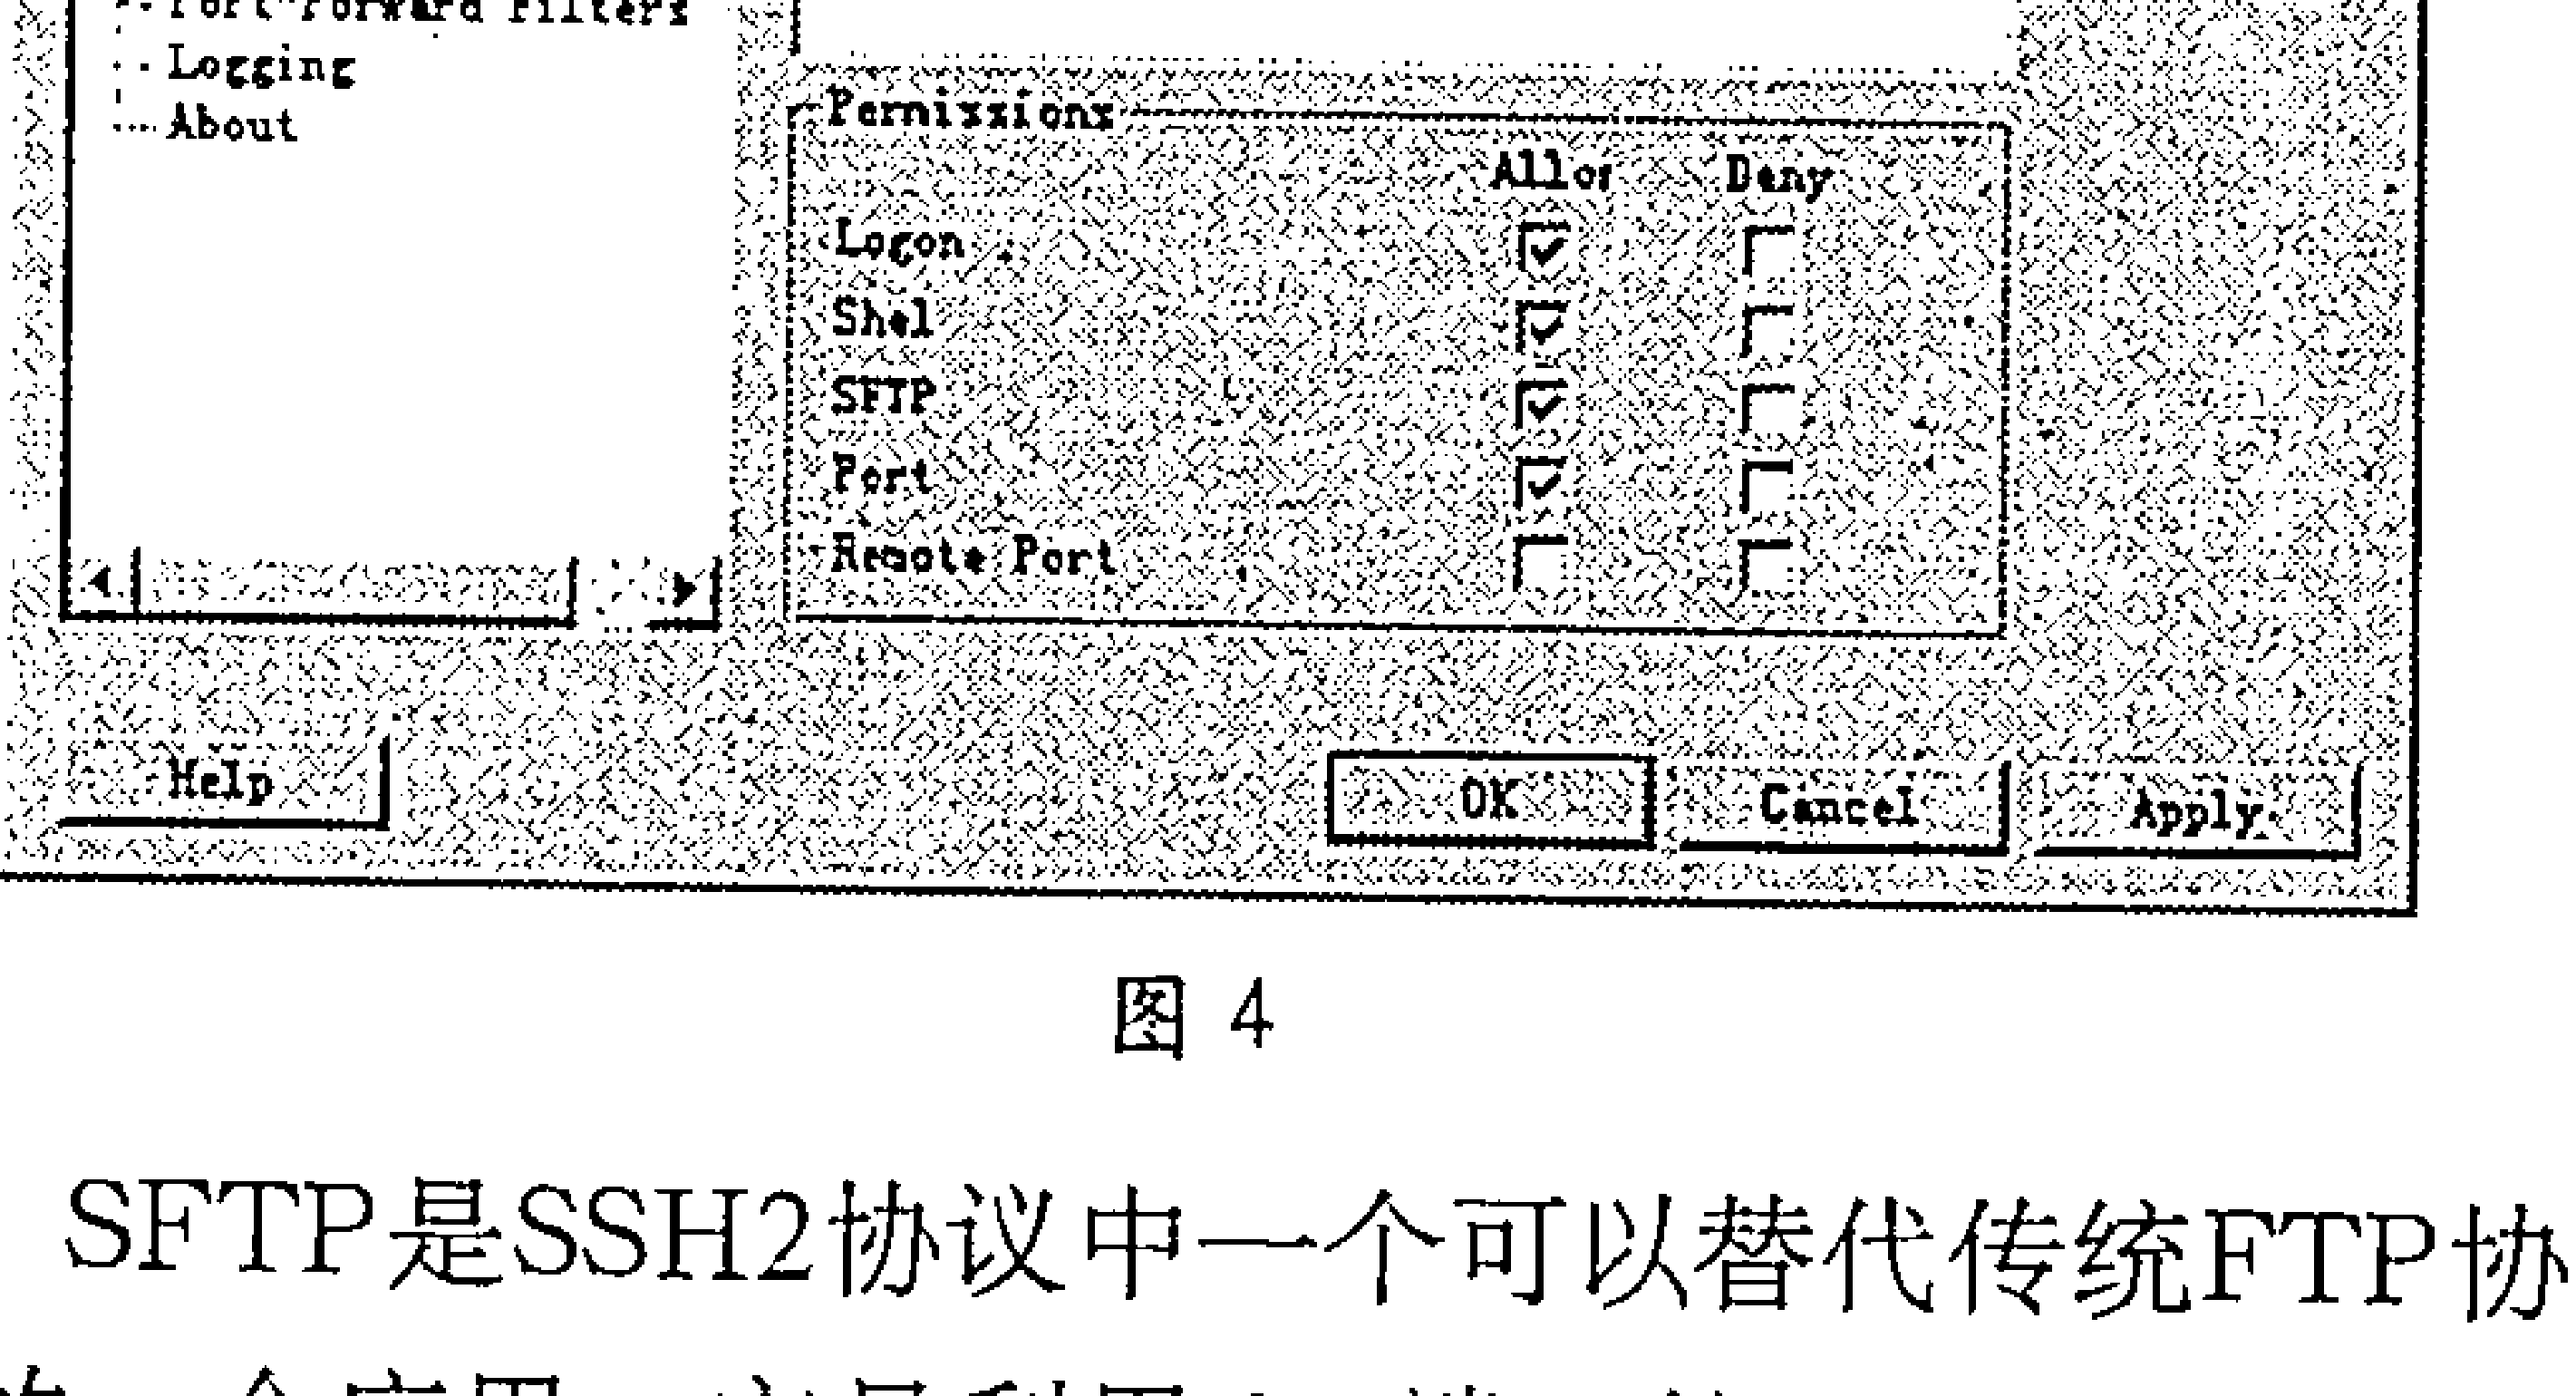 Port Forward Filters
Logging
About
Permissions
Allow Deny
Logon
Shel
SFTP
Port
Remote Port
Help
OK Cancel Apply
图 4
SFTP是SSH2协议中一个可以替代传统FTP协